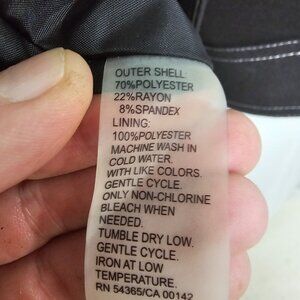 OUTER SHELL:
70%POLYESTER
22%RAYON
8%SPANDEX
LINING:
100%POLYESTER
MACHINE WASH IN
COLD WATER.
WITH LIKE COLORS.
GENTLE CYCLE.
ONLY NON-CHLORINE
BLEACH WHEN
NEEDED.
TUMBLE DRY LOW.
GENTLE CYCLE.
IRON AT LOW
TEMPERATURE.
RN 54365/CA 00142